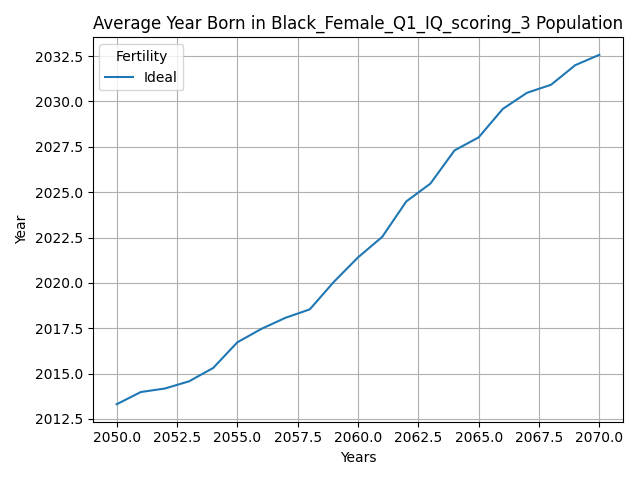 Average Year Born in Black_Female_Q1_IQ_scoring_3 Population
Fertility
Ideal
2032.5
2030.0
2027.5
2025.0
2022.5
2020.0
2017.5
2015.0
2012.5
Year
2050.0 2052.5 2055.0 2057.5 2060.0 2062.5 2065.0 2067.5 2070.0
Years